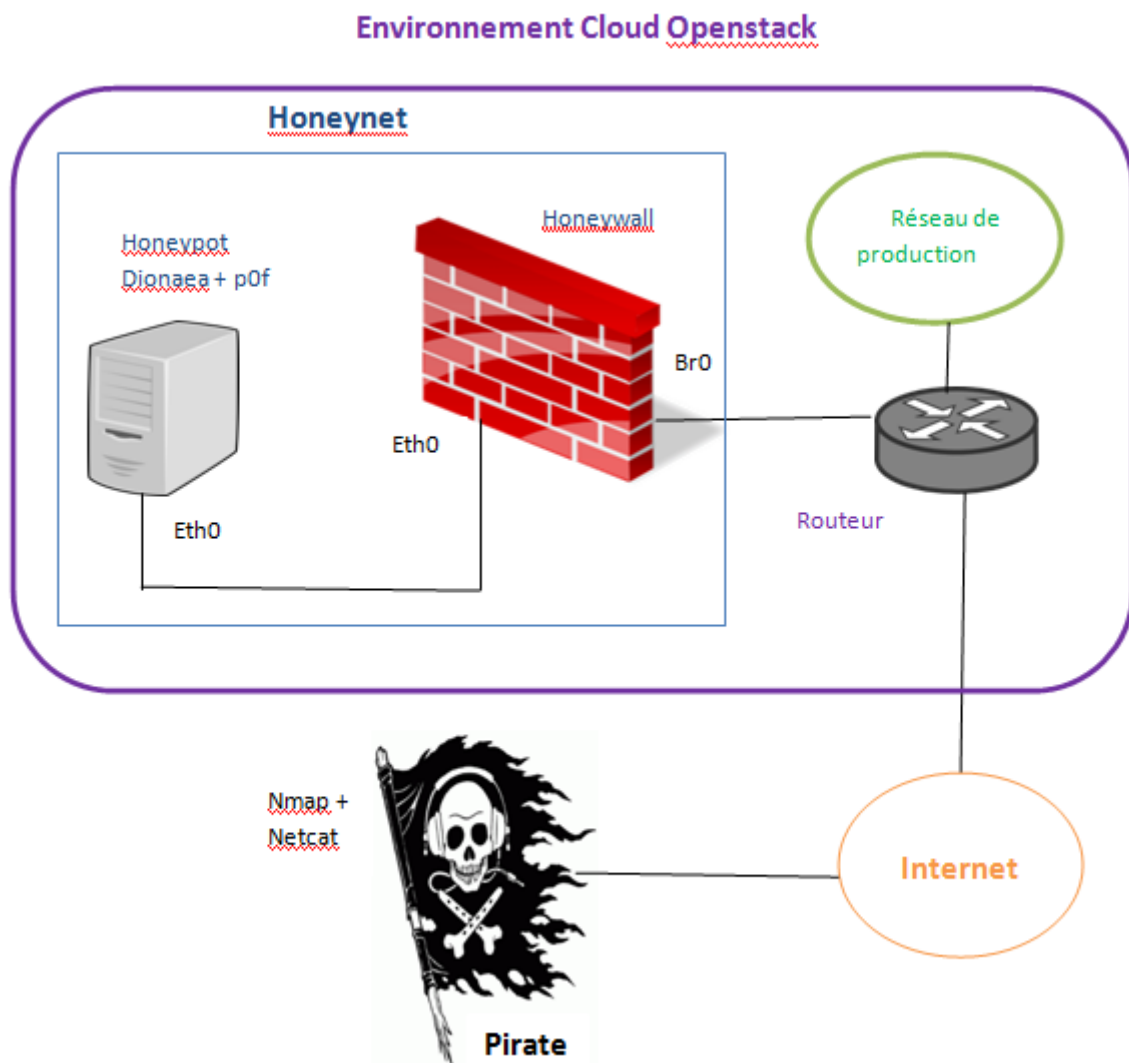 Environnement Cloud Openstack
Honeynet
Honeypot
Dionaea + p0f
Honeywall
Réseau de
production
Br0
Eth0
Eth0
Routeur
Nmap +
Netcat
Internet
Pirate